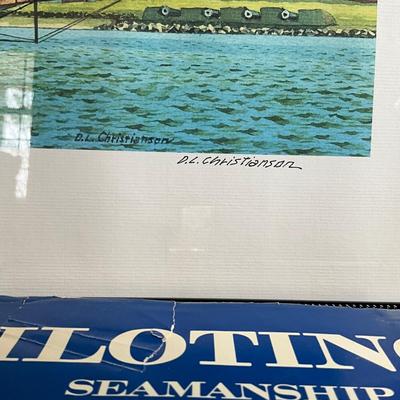 D.L. Christianson
D.L. Christianson
ILOTING
SEAMANSHIP